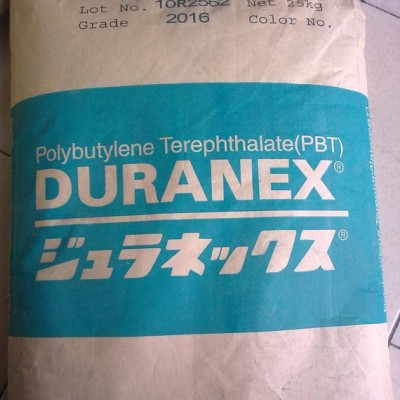 Lot No. 10R2562 Net 25kg
Grade 2016 Color No.
Polybutylene Terephthalate(PBT)
DURANEX®
ジュラネックス®